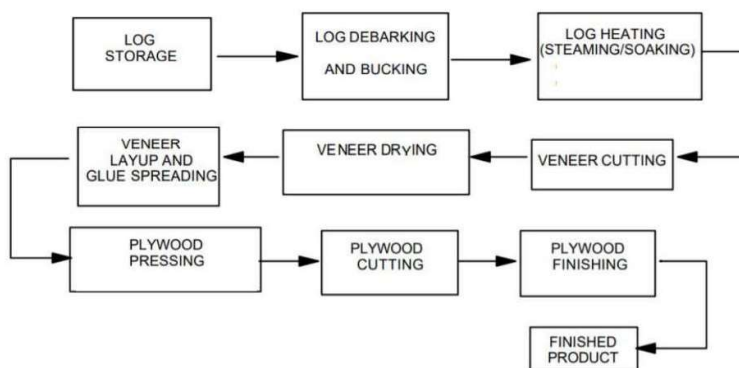 LOG
STORAGE
LOG DEBARKING
AND BUCKING
LOG HEATING
(STEAMING/SOAKING)
VENEER
LAYUP AND
GLUE SPREADING
VENEER DRYING
VENEER CUTTING
PLYWOOD
PRESSING
PLYWOOD
CUTTING
PLYWOOD
FINISHING
FINISHED
PRODUCT